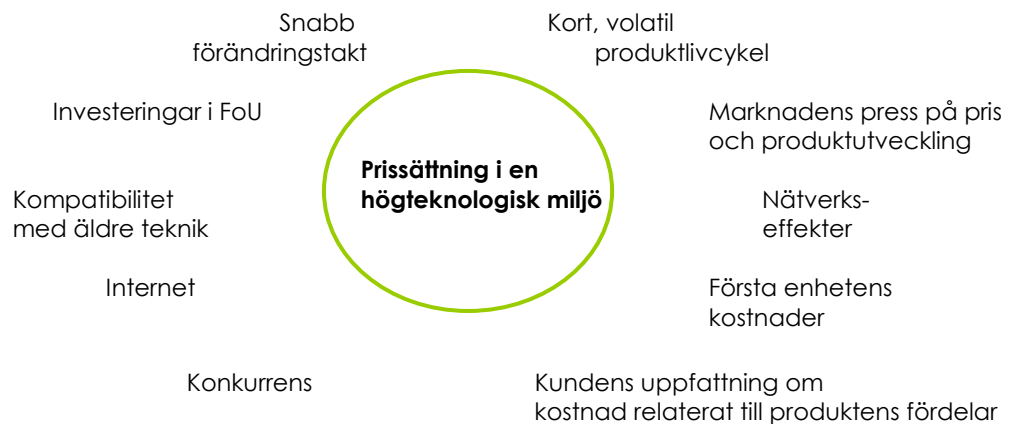 Snabb
förändringstakt
Kort, volatil
produktlivcykel
Investeringar i FoU
Marknadens press på pris
och produktutveckling
Prissättning i en
högteknologisk miljö
Kompatibilitet
med äldre teknik
Nätverks-
effekter
Internet
Första enhetens
kostnader
Konkurrens
Kundens uppfattning om
kostnad relaterat till produktens fördelar